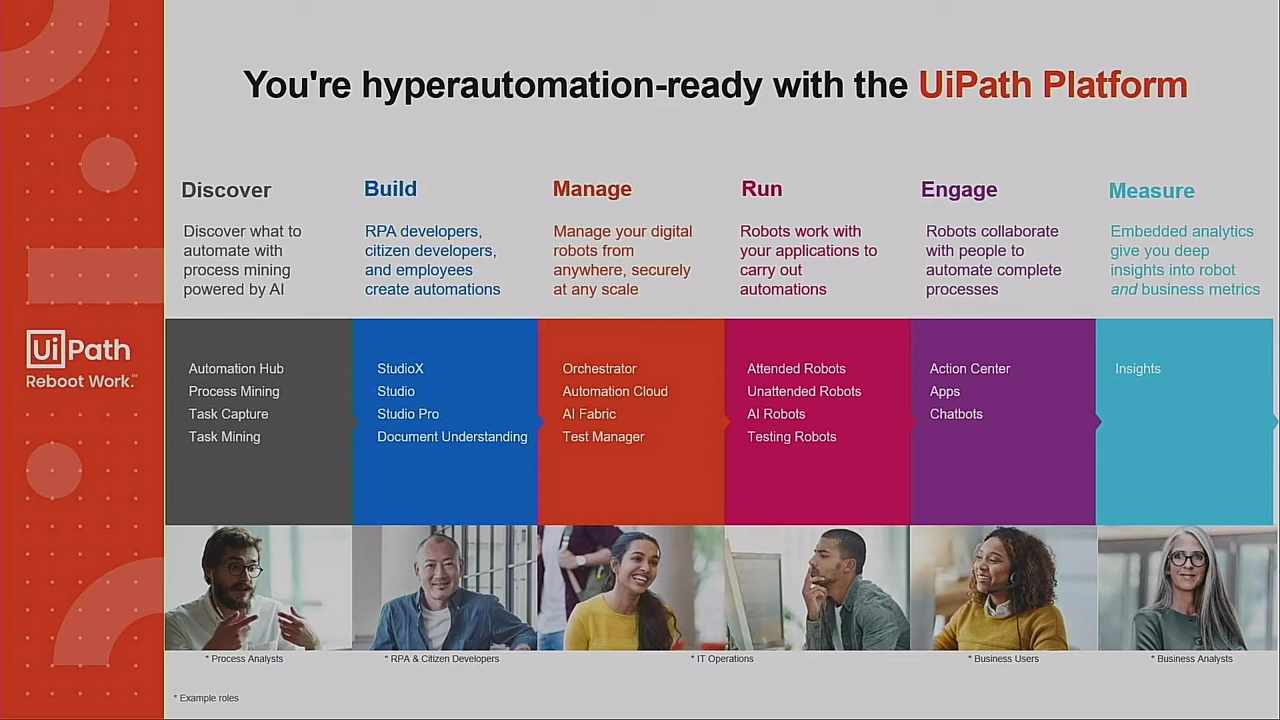 You're hyperautomation-ready with the UiPath Platform
Discover
Discover what to
automate with
process mining
powered by AI
Automation Hub
Process Mining
Task Capture
Task Mining
* Process Analysts
Build
RPA developers,
citizen developers,
and employees
create automations
StudioX
Studio
Studio Pro
Document Understanding
* RPA & Citizen Developers
Manage
Manage your digital
robots from
anywhere, securely
at any scale
Orchestrator
Automation Cloud
AI Fabric
Test Manager
Run
Robots work with
your applications to
carry out
automations
Attended Robots
Unattended Robots
AI Robots
Testing Robots
* IT Operations
Engage
Robots collaborate
with people to
automate complete
processes
Action Center
Apps
Chatbots
* Business Users
Measure
Embedded analytics
give you deep
insights into robot
and business metrics
Insights
* Business Analysts
* Example roles
UiPath
Reboot Work.™